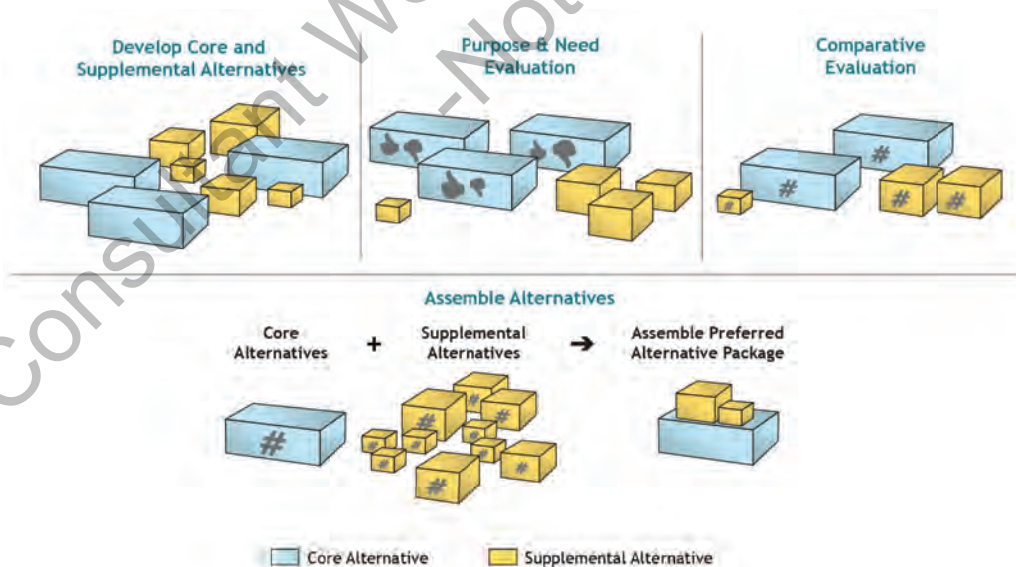 Develop Core and
Supplemental Alternatives
Purpose & Need
Evaluation
Comparative
Evaluation
#
#
#
#
#
Assemble Alternatives
Core
Alternatives
+
Supplemental
Alternatives
➔
Assemble Preferred
Alternative Package
#
#
#
#
#
#
#
#
#
#
#
Core Alternative
Supplemental Alternative
Consultant